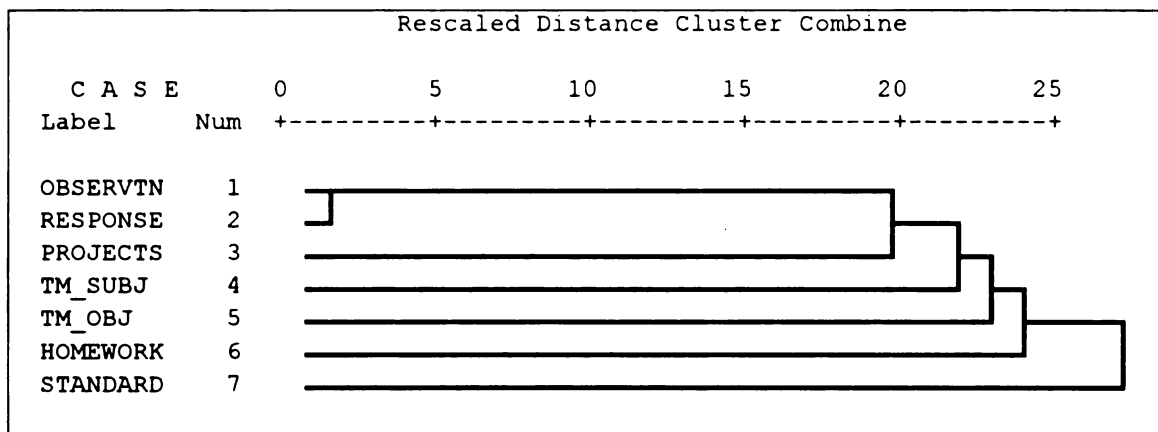 Rescaled Distance Cluster Combine
C A S E 0 5 10 15 20 25
Label Num +---------+---------+---------+---------+---------+
OBSERVTN 1
RESPONSE 2
PROJECTS 3
TM_SUBJ 4
TM_OBJ 5
HOMEWORK 6
STANDARD 7